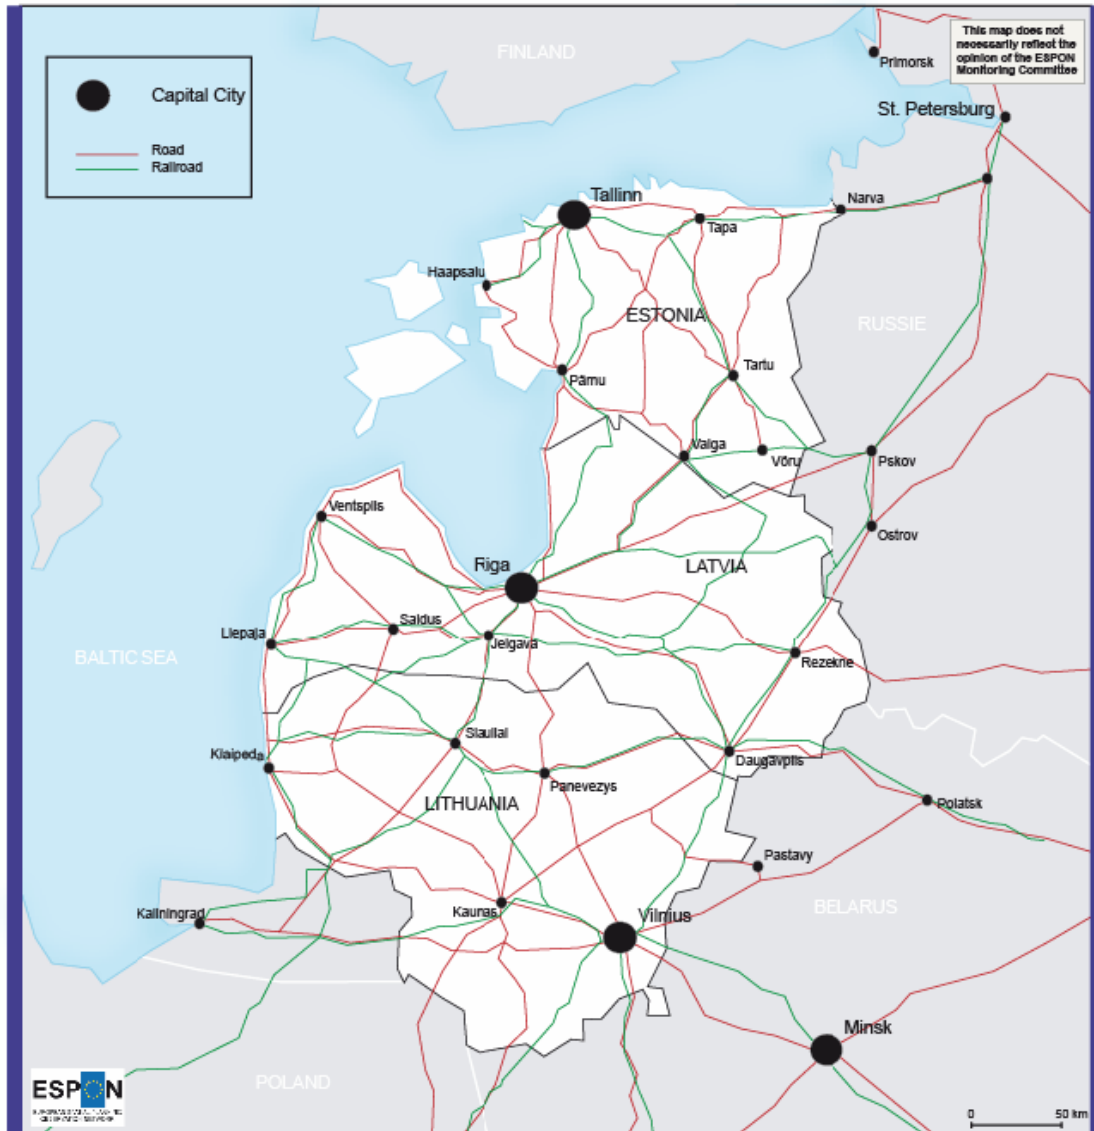 FINLAND
This map does not
necessarily reflect the
opinion of the ESPON
Monitoring Committee
Primorsk
Capital City
St. Petersburg
Road
Railroad
Tallinn
Narva
Tapa
Haapsalu
ESTONIA
RUSSIE
Pärnu
Tartu
Valga
Võru
Pskov
Ventspils
Ostrov
Riga
LATVIA
Saldus
Liepaja
Jelgava
BALTIC SEA
Rezekne
Siauliai
Klaipeda
Daugavpils
Panevezys
LITHUANIA
Polatsk
Pastavy
Kaliningrad
Kaunas
Vilnius
BELARUS
Minsk
POLAND
ESPON
0 50 km